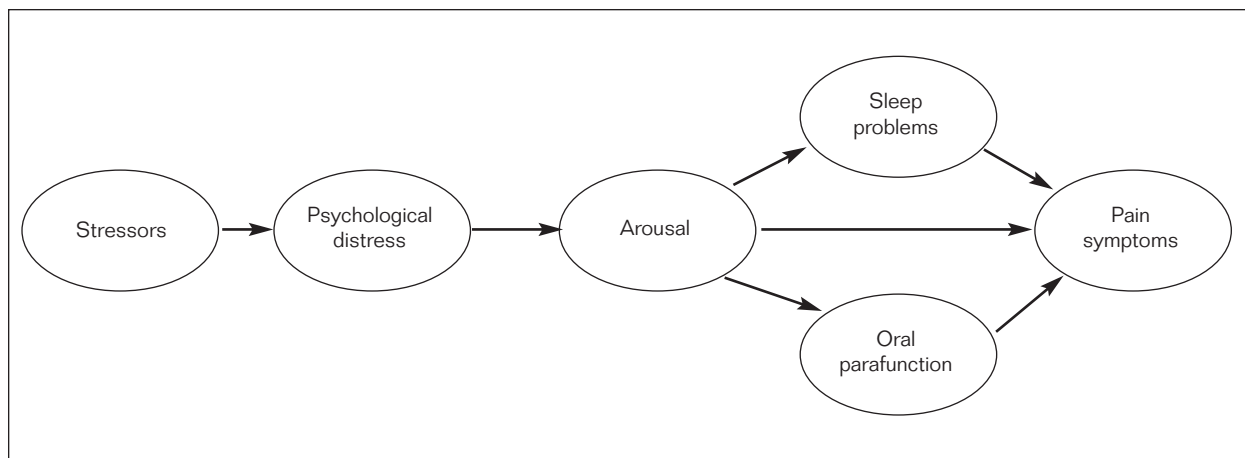 Stressors
Psychological
distress
Arousal
Sleep
problems
Oral
parafunction
Pain
symptoms